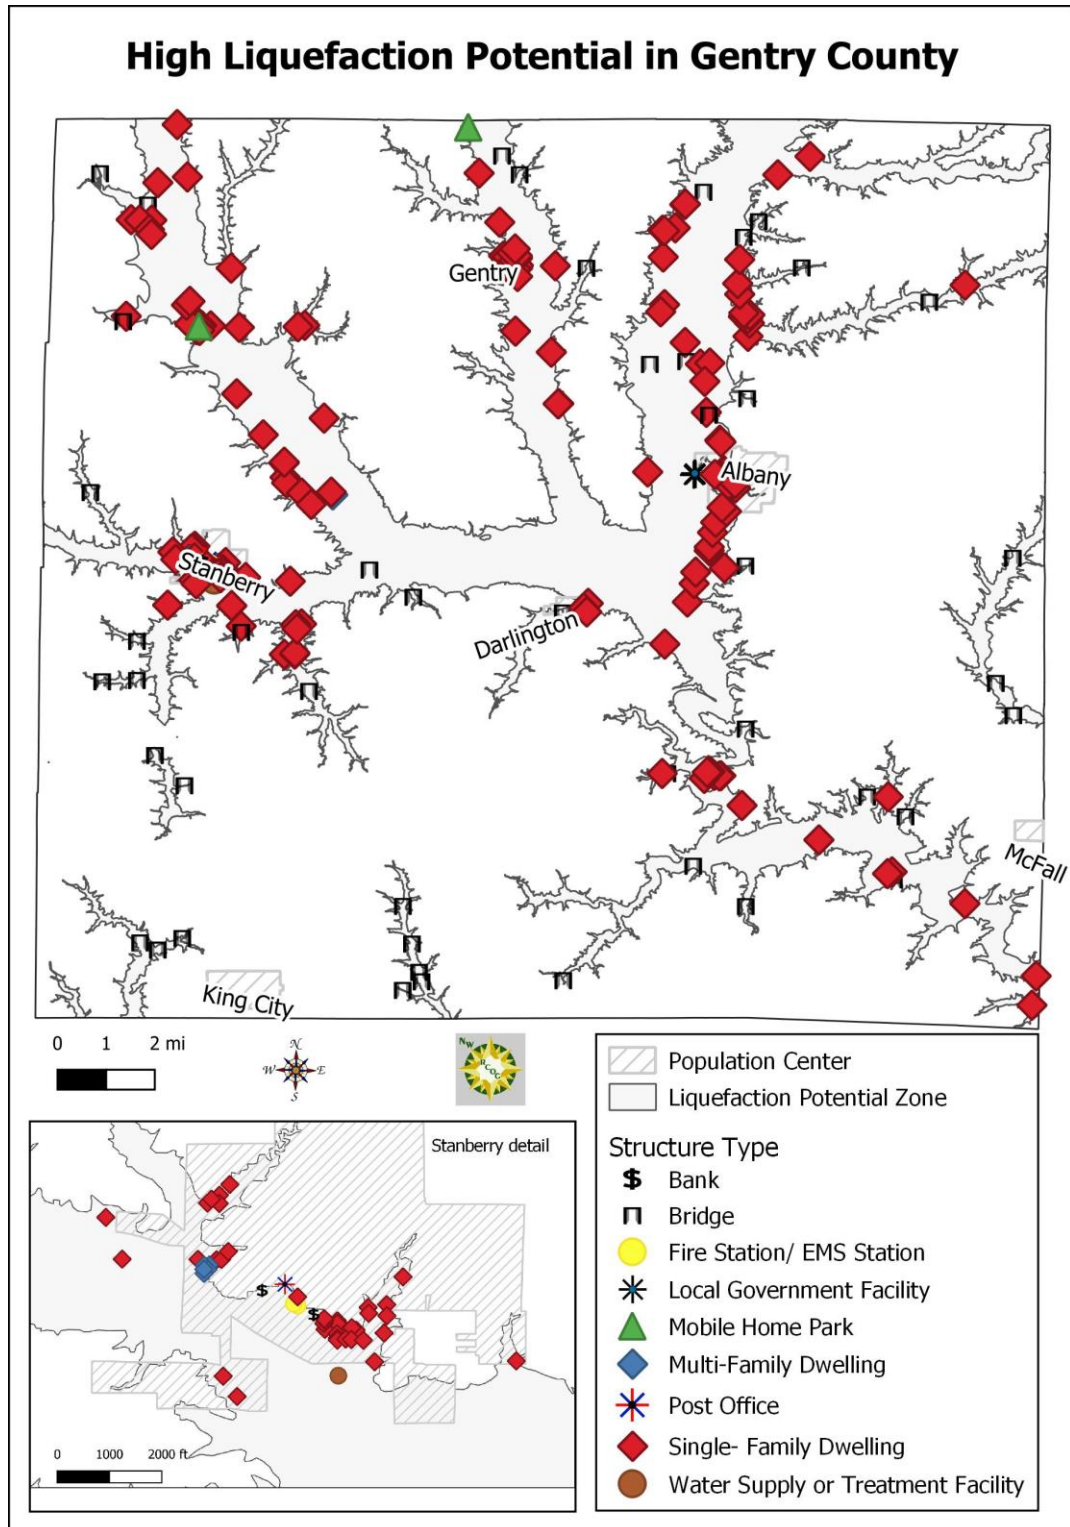 High Liquefaction Potential in Gentry County
Gentry
Albany
Stanberry
Darlington
McFall
King City
0 1 2 mi
N
W E
S
NW
RCOG
Population Center
Liquefaction Potential Zone
Structure Type
$ Bank
Bridge
Fire Station/ EMS Station
Local Government Facility
Mobile Home Park
Multi-Family Dwelling
Post Office
Single- Family Dwelling
Water Supply or Treatment Facility
Stanberry detail
$
$
0 1000 2000 ft